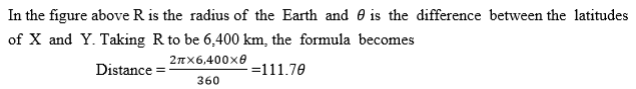 In the figure above R is the radius of the Earth and θ is the difference between the latitudes
of X and Y. Taking R to be 6,400 km, the formula becomes
Distance = 2π×6,400×θ/360 =111.7θ